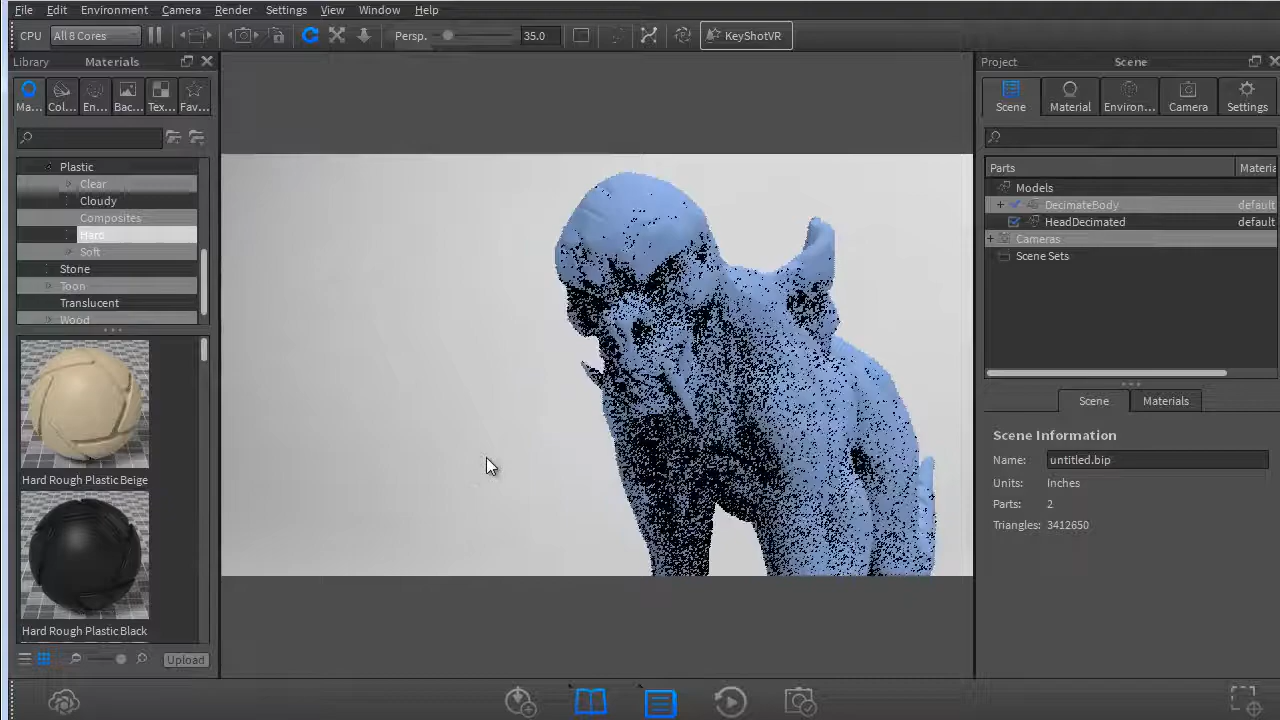 File Edit Environment Camera Render Settings View Window Help
CPU All 8 Cores Persp. 35.0 KeyShotVR
Library Materials
Ma... Col... En... Bac... Tex... Fav...
Plastic
Clear
Cloudy
Composites
Hard
Soft
Stone
Toon
Translucent
Wood
Hard Rough Plastic Beige
Hard Rough Plastic Black
Upload
Project Scene
Scene Material Environ... Camera Settings
Parts Materia
Models
DecimateBody default
HeadDecimated default
Cameras
Scene Sets
Scene Materials
Scene Information
Name: untitled.bip
Units: Inches
Parts: 2
Triangles: 3412650